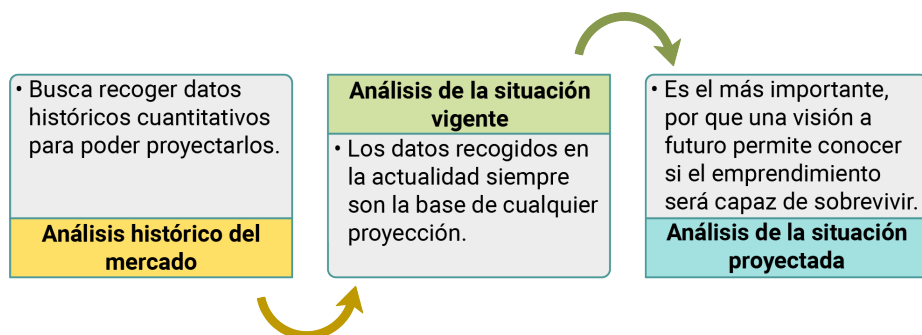 • Busca recoger datos
históricos cuantitativos
para poder proyectarlos.
Análisis histórico del
mercado
Análisis de la situación
vigente
• Los datos recogidos en
la actualidad siempre
son la base de cualquier
proyección.
• Es el más importante,
por que una visión a
futuro permite conocer
si el emprendimiento
será capaz de sobrevivir.
Análisis de la situación
proyectada